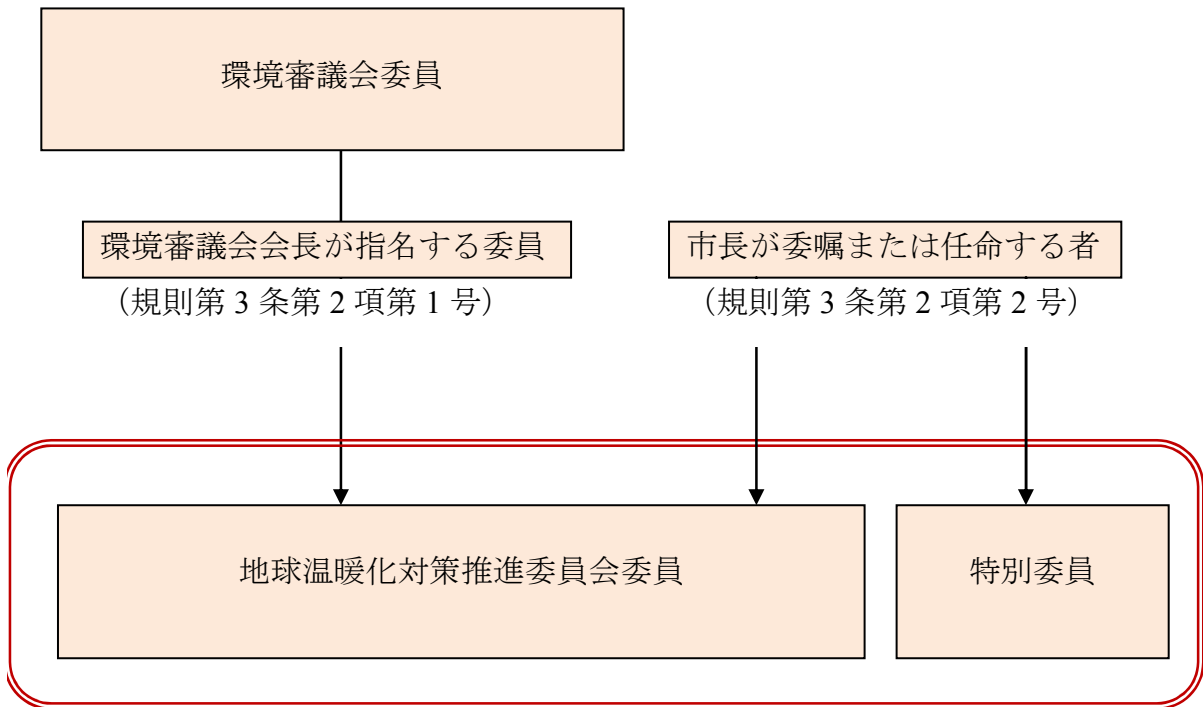 環境審議会委員
環境審議会会長が指名する委員
市長が委嘱または任命する者
（規則第 3 条第 2 項第 1 号）
（規則第 3 条第 2 項第 2 号）
地球温暖化対策推進委員会委員
特別委員